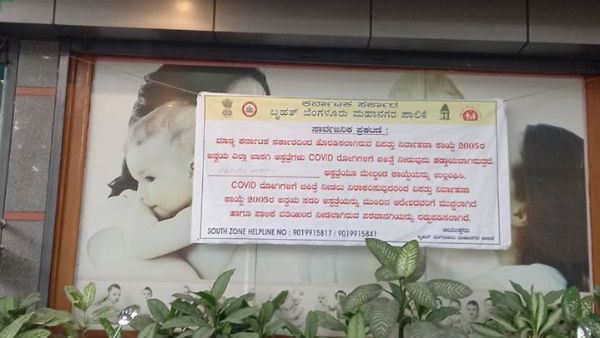 ಕರ್ನಾಟಕ ಸರ್ಕಾರ
ಬೃಹತ್ ಬೆಂಗಳೂರು ಮಹಾನಗರ ಪಾಲಿಕೆ
ಸಾರ್ವಜನಿಕ ಪ್ರಕಟಣೆ :
ಮಾನ್ಯ ಕರ್ನಾಟಕ ಸರ್ಕಾರದಿಂದ ಹೊರಡಿಸಲಾಗಿರುವ ವಿಪತ್ತು ನಿರ್ವಹಣಾ ಕಾಯ್ದೆ 2005ರ
ಅನ್ವಯ ಎಲ್ಲಾ ಖಾಸಗಿ ಆಸ್ಪತ್ರೆಗಳು COVID ರೋಗಿಗಳಿಗೆ ಚಿಕಿತ್ಸೆ ನೀಡುವುದು ಕಡ್ಡಾಯವಾಗಿರುತ್ತದೆ.
ಆಸ್ಪತ್ರೆಯೂ ಮೇಲ್ಕಂಡ ಕಾಯ್ದೆಯನ್ನು ಉಲ್ಲಂಘಿಸಿ,
COVID ರೋಗಿಗಳಿಗೆ ಚಿಕಿತ್ಸೆ ನೀಡಲು ನಿರಾಕರಿಸಿರುವುದರಿಂದ ವಿಪತ್ತು ನಿರ್ವಹಣಾ
ಕಾಯ್ದೆ 2005ರ ಅನ್ವಯ ಸದರಿ ಆಸ್ಪತ್ರೆಯನ್ನು ಮುಂದಿನ ಆದೇಶದವರೆಗೆ ಮುಚ್ಚಲಾಗಿದೆ
ಹಾಗೂ ಪಾಲಿಕೆ ವತಿಯಿಂದ ನೀಡಲಾಗಿರುವ ಪರವಾನಗಿಯನ್ನು ರದ್ದುಪಡಿಸಲಾಗಿದೆ.
ಆಯುಕ್ತರು
SOUTH ZONE HELPLINE NO : 9019915817 / 9019915841
ಬೃಹತ್ ಬೆಂಗಳೂರು ಮಹಾನಗರ ಪಾಲಿಕೆ